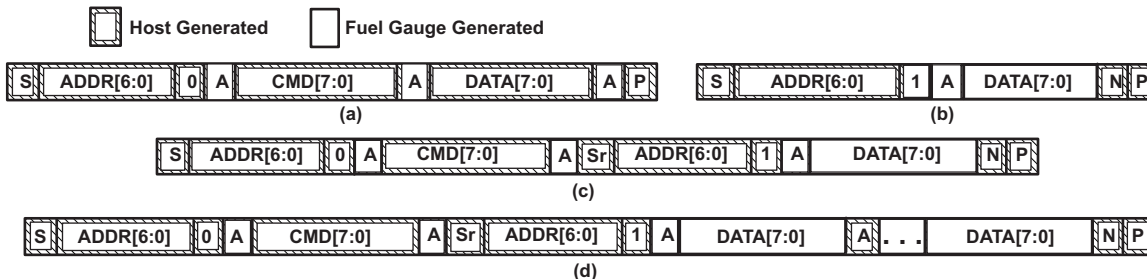 Host Generated Fuel Gauge Generated
S ADDR[6:0] 0 A CMD[7:0] A DATA[7:0] A P S ADDR[6:0] 1 A DATA[7:0] N P
(a) (b)
S ADDR[6:0] 0 A CMD[7:0] A Sr ADDR[6:0] 1 A DATA[7:0] N P
(c)
S ADDR[6:0] 0 A CMD[7:0] A Sr ADDR[6:0] 1 A DATA[7:0] A . . . DATA[7:0] N P
(d)